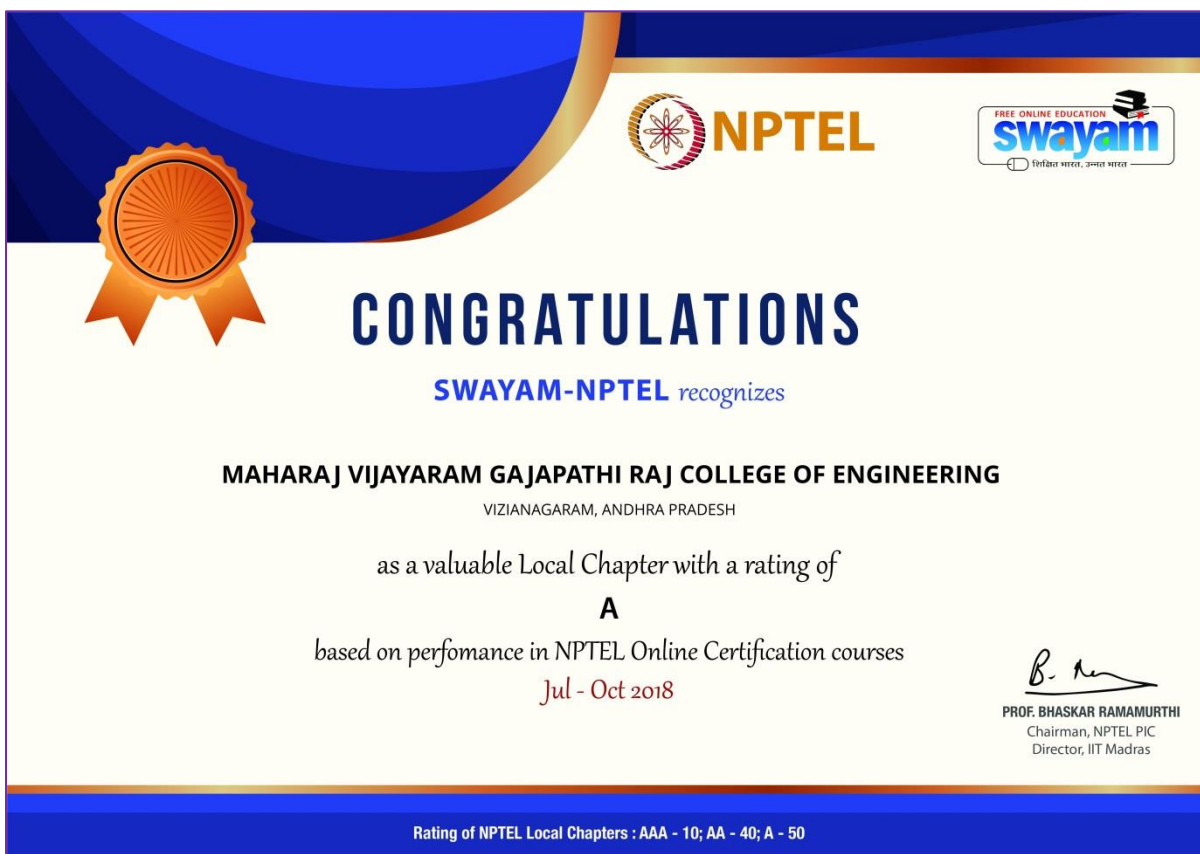 NPTEL
FREE ONLINE EDUCATION
swayam
शिक्षित भारत, उन्नत भारत
CONGRATULATIONS
SWAYAM-NPTEL recognizes
MAHARAJ VIJAYARAM GAJAPATHI RAJ COLLEGE OF ENGINEERING
VIZIANAGARAM, ANDHRA PRADESH
as a valuable Local Chapter with a rating of
A
based on perfomance in NPTEL Online Certification courses
Jul - Oct 2018
PROF. BHASKAR RAMAMURTHI
Chairman, NPTEL PIC
Director, IIT Madras
Rating of NPTEL Local Chapters : AAA - 10; AA - 40; A - 50